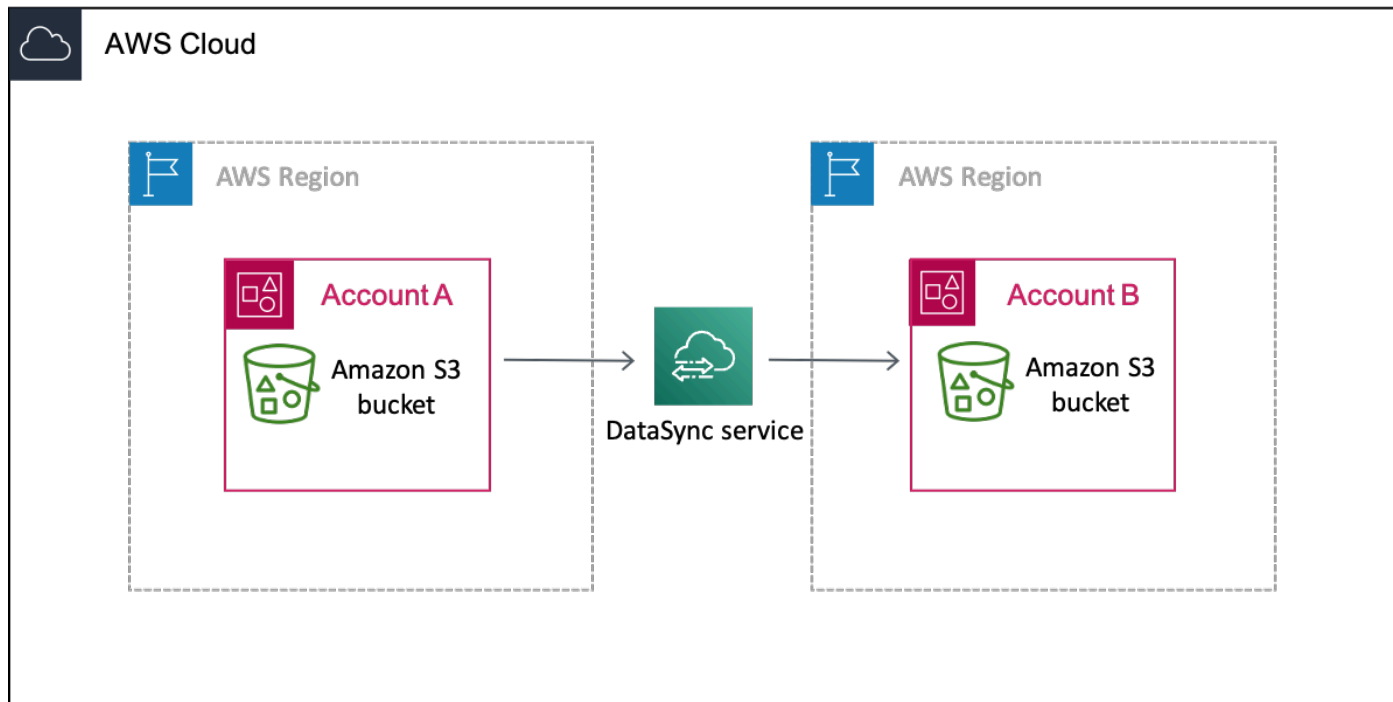 AWS Cloud
AWS Region
AWS Region
Account A
Account B
Amazon S3
bucket
Amazon S3
bucket
DataSync service